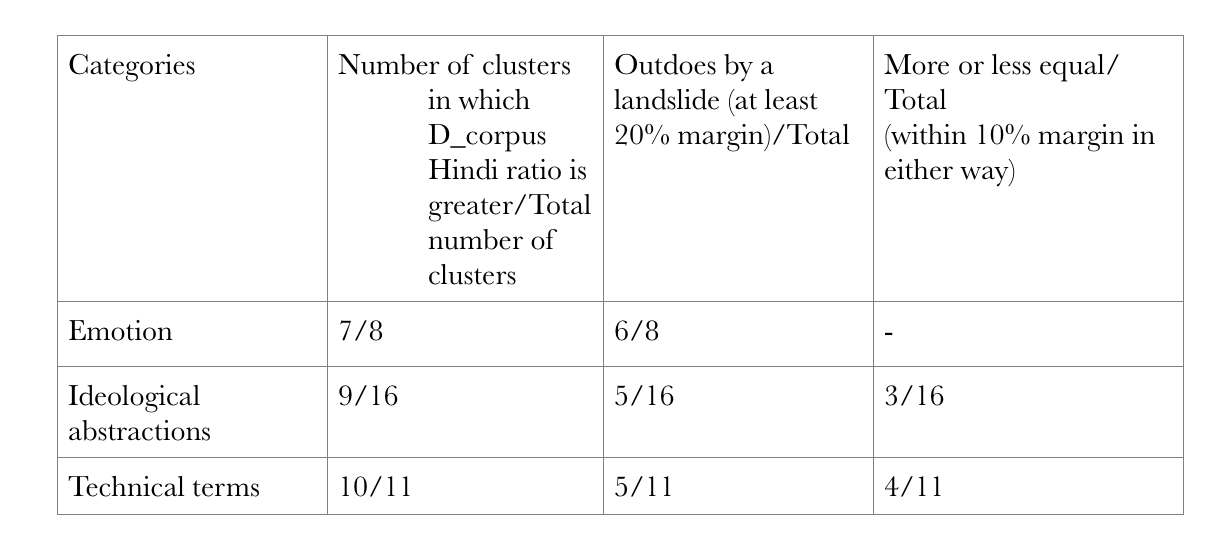 Categories
Number of clusters
in which
D_corpus
Hindi ratio is
greater/Total
number of
clusters
Outdoes by a
landslide (at least
20% margin)/Total
More or less equal/
Total
(within 10% margin in
either way)
Emotion
7/8
6/8
-
Ideological
abstractions
9/16
5/16
3/16
Technical terms
10/11
5/11
4/11